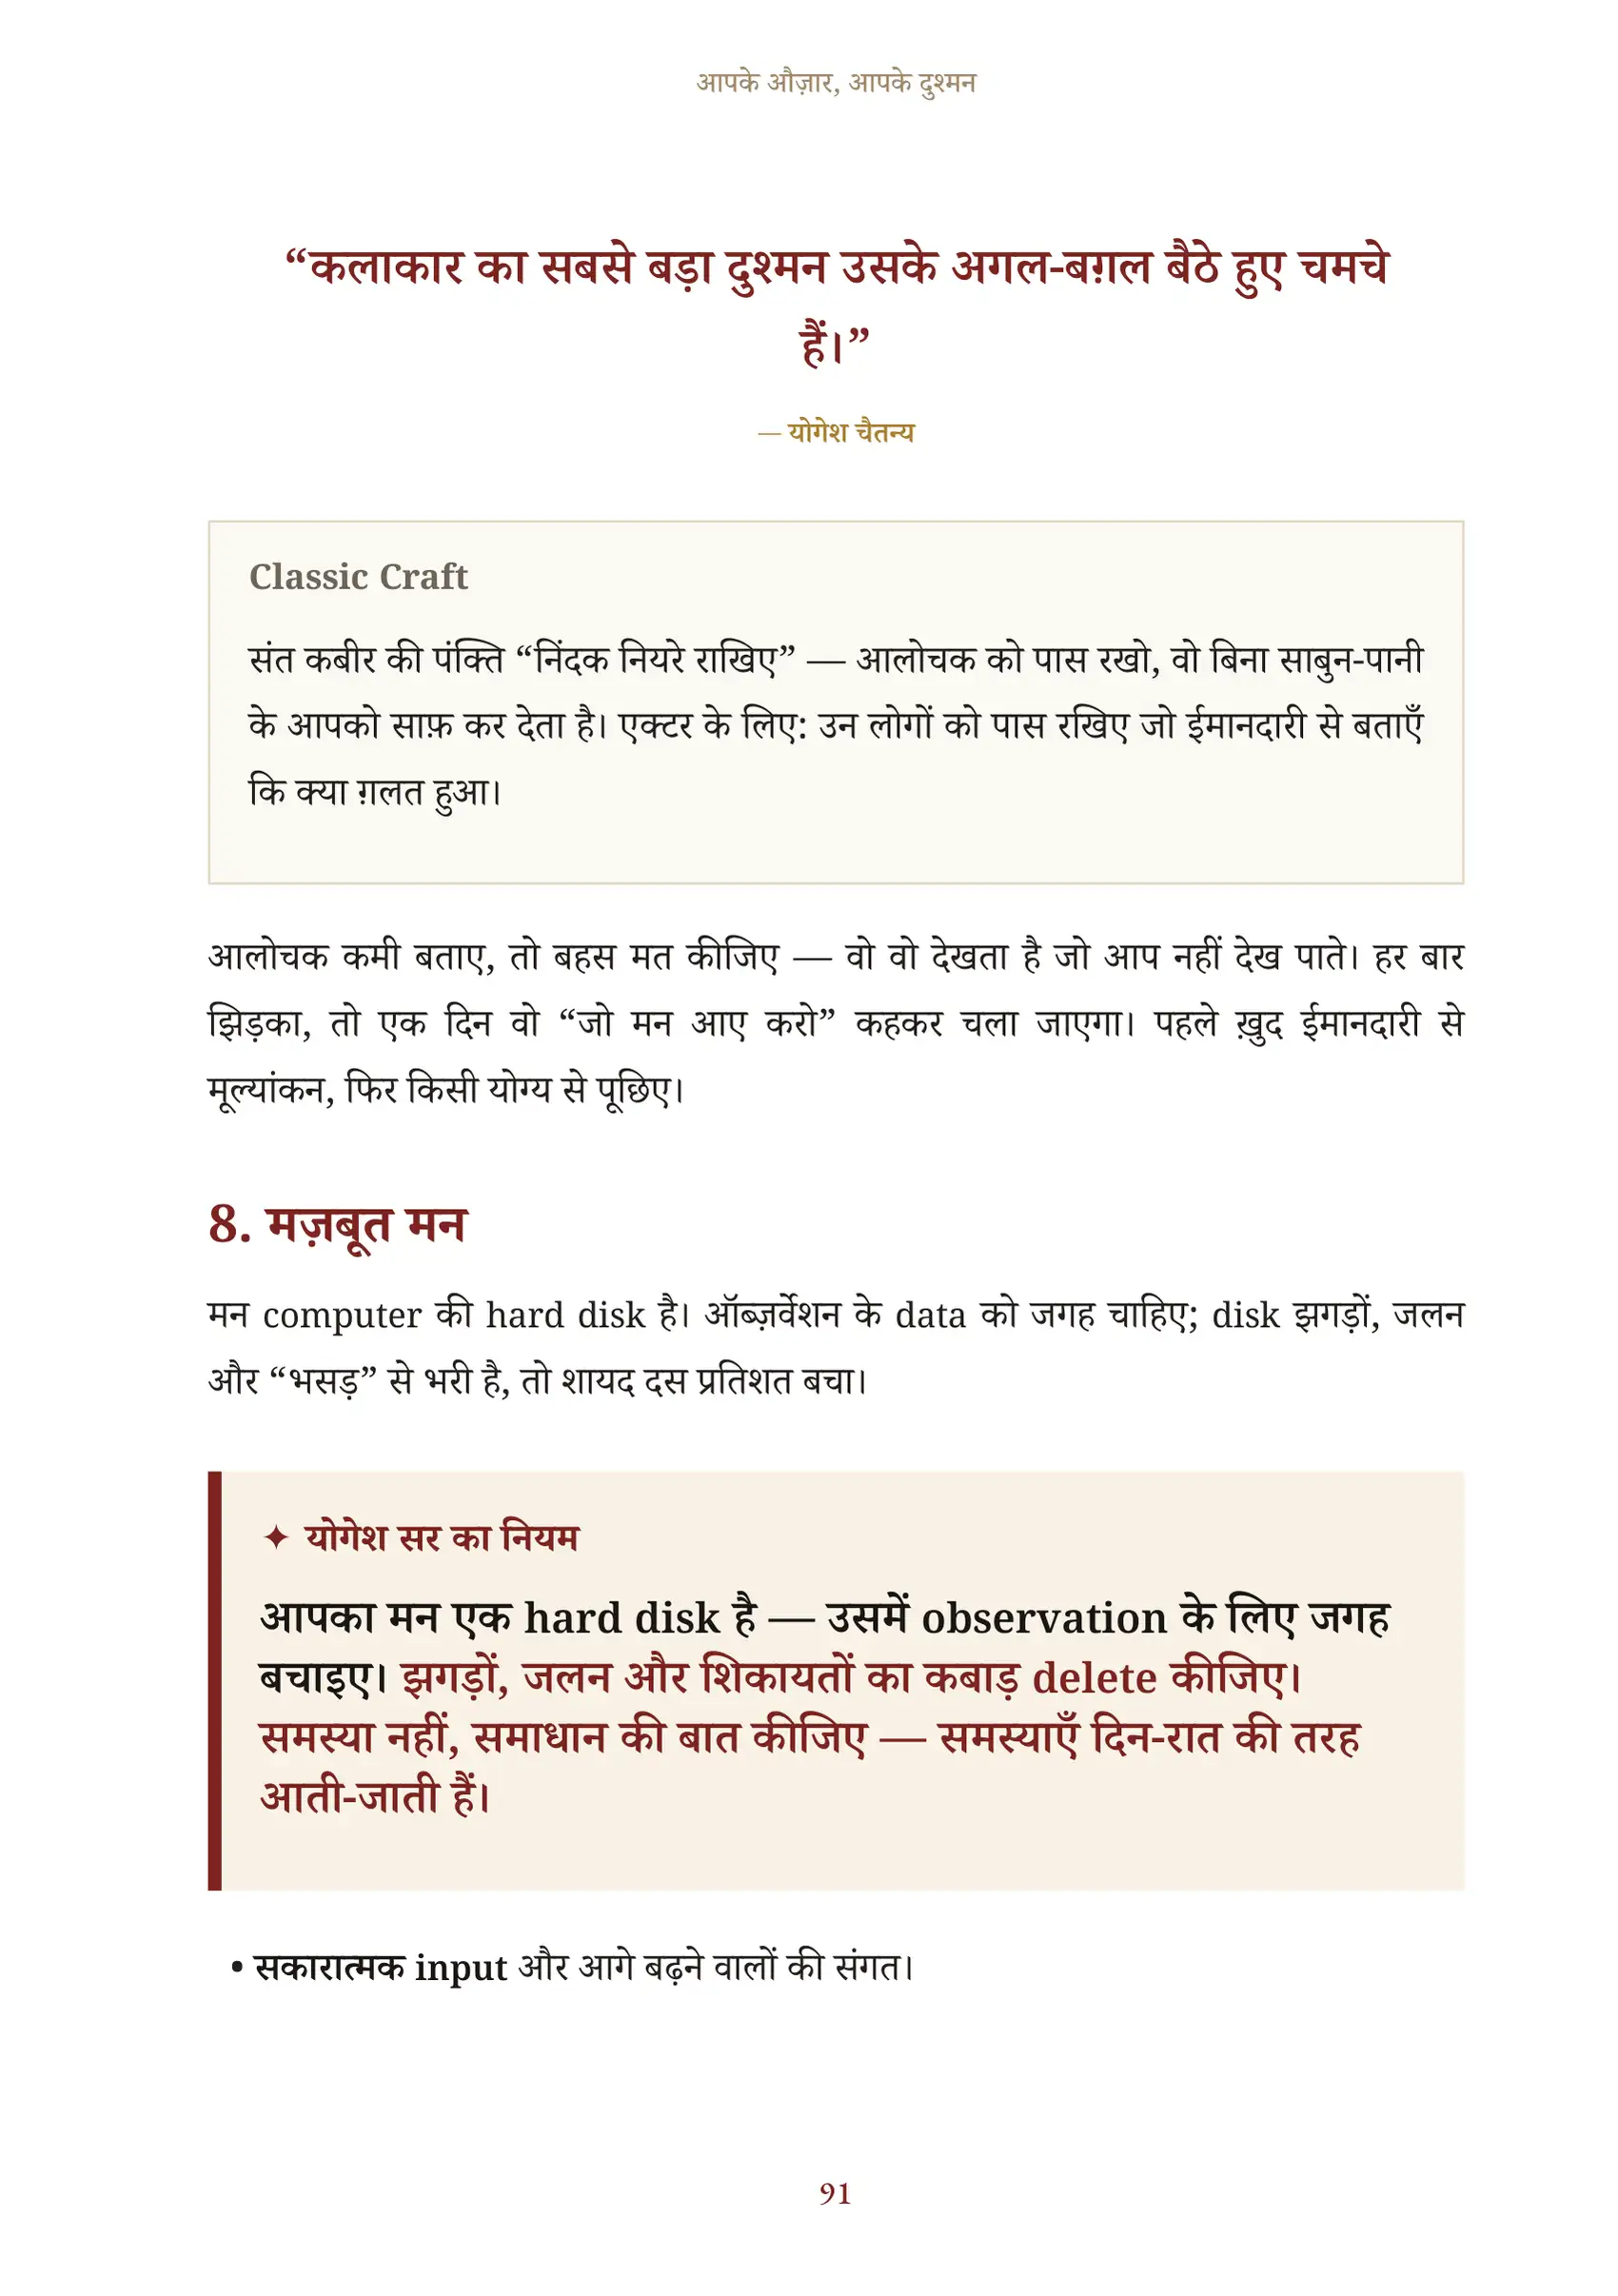 आपके औज़ार, आपके दुश्मन
“कलाकार का सबसे बड़ा दुश्मन उसके अगल-बग़ल बैठे हुए चमचे
हैं।”
— योगेश चैतन्य
Classic Craft
संत कबीर की पंक्ति “निंदक नियरे राखिए” — आलोचक को पास रखो, वो बिना साबुन-पानी
के आपको साफ़ कर देता है। एक्टर के लिए: उन लोगों को पास रखिए जो ईमानदारी से बताएँ
कि क्या ग़लत हुआ।
आलोचक कमी बताए, तो बहस मत कीजिए — वो वो देखता है जो आप नहीं देख पाते। हर बार
झिड़का, तो एक दिन वो “जो मन आए करो” कहकर चला जाएगा। पहले ख़ुद ईमानदारी से
मूल्यांकन, फिर किसी योग्य से पूछिए।
8. मज़बूत मन
मन computer की hard disk है। ऑब्ज़र्वेशन के data को जगह चाहिए; disk झगड़ों, जलन
और “भसड़” से भरी है, तो शायद दस प्रतिशत बचा।
✦ योगेश सर का नियम
आपका मन एक hard disk है — उसमें observation के लिए जगह
बचाइए। झगड़ों, जलन और शिकायतों का कबाड़ delete कीजिए।
समस्या नहीं, समाधान की बात कीजिए — समस्याएँ दिन-रात की तरह
आती-जाती हैं।
• सकारात्मक input और आगे बढ़ने वालों की संगत।
91